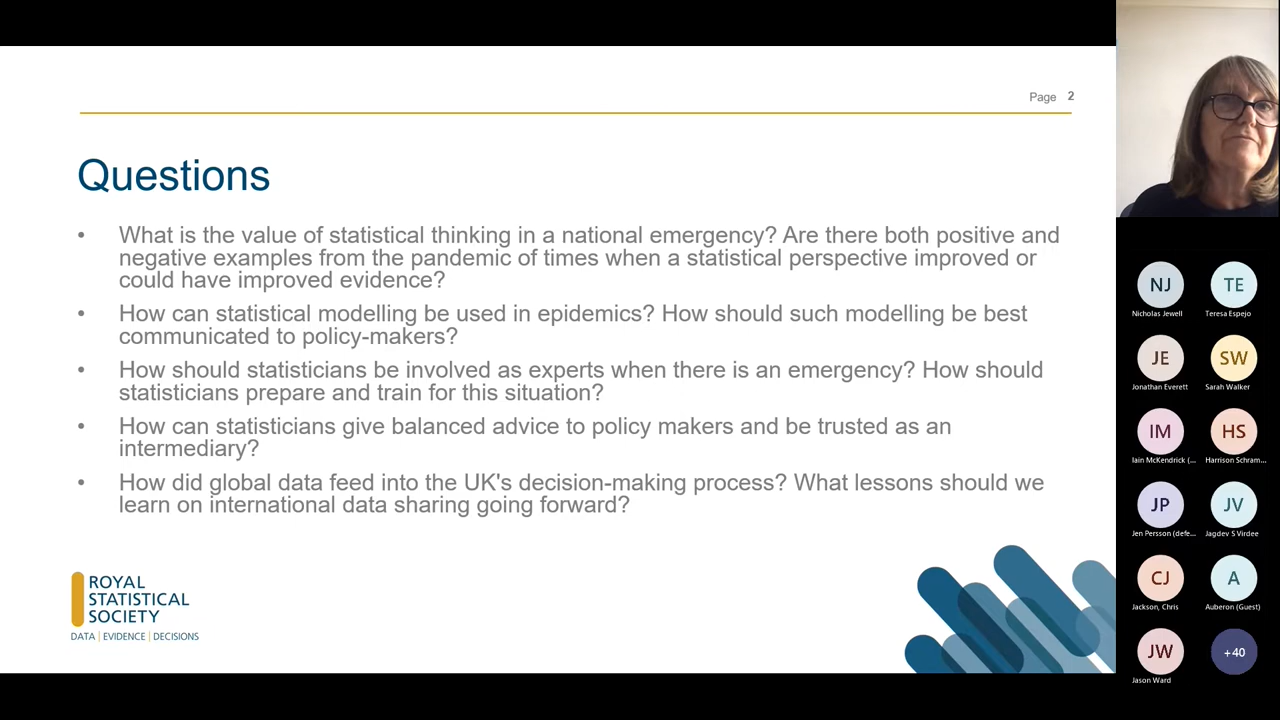 Page 2
Questions
• What is the value of statistical thinking in a national emergency? Are there both positive and
negative examples from the pandemic of times when a statistical perspective improved or
could have improved evidence?
• How can statistical modelling be used in epidemics? How should such modelling be best
communicated to policy-makers?
• How should statisticians be involved as experts when there is an emergency? How should
statisticians prepare and train for this situation?
• How can statisticians give balanced advice to policy makers and be trusted as an
intermediary?
• How did global data feed into the UK's decision-making process? What lessons should we
learn on international data sharing going forward?
ROYAL
STATISTICAL
SOCIETY
DATA | EVIDENCE | DECISIONS
NJ TE
Nicholas Jewell Teresa Espejo
JE SW
Jonathan Everett Sarah Walker
IM HS
Iain McKendrick (... Harrison Schram...
JP JV
Jen Persson (defe... Jagdev S Virdee
CJ A
Jackson, Chris Auberon (Guest)
JW +40
Jason Ward